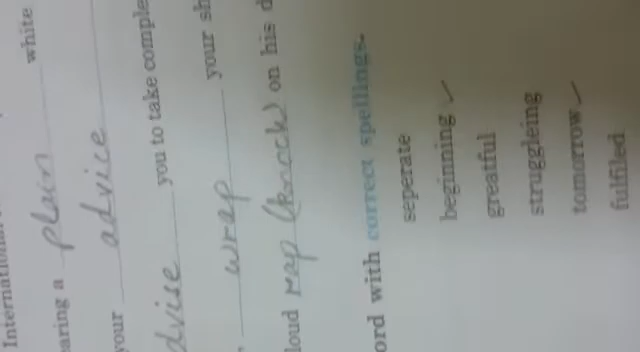 International
aring a plain white
your advice
dvise you to take comple
wrap your sh
loud rap (knock) on his d
ord with correct spellings.
seperate
beginning ✓
greatful
struggleing
tomorrow ✓
fulfiled